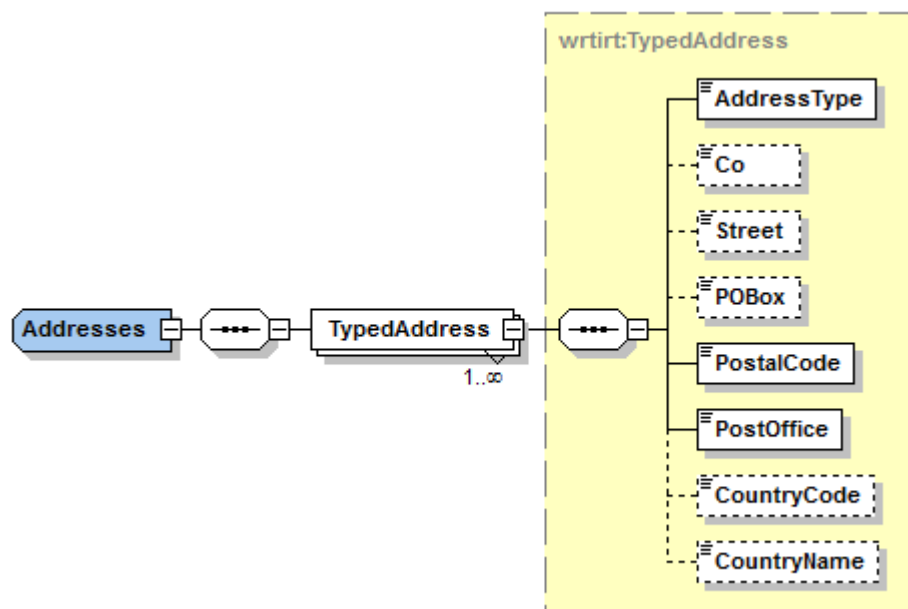 wrtirt:TypedAddress
AddressType
Co
Street
POBox
Addresses
TypedAddress
1..∞
PostalCode
PostOffice
CountryCode
CountryName